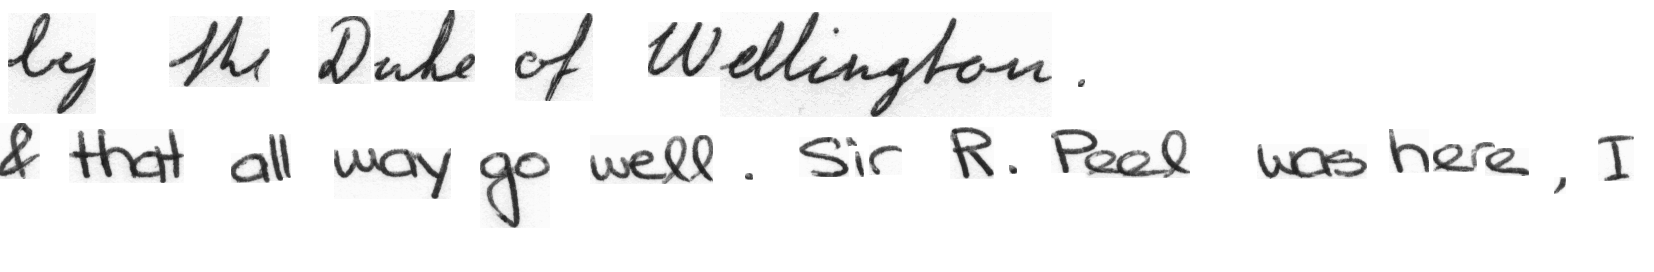 by the Duke of Wellington.
& that all way go well. Sir R. Peel was here, I